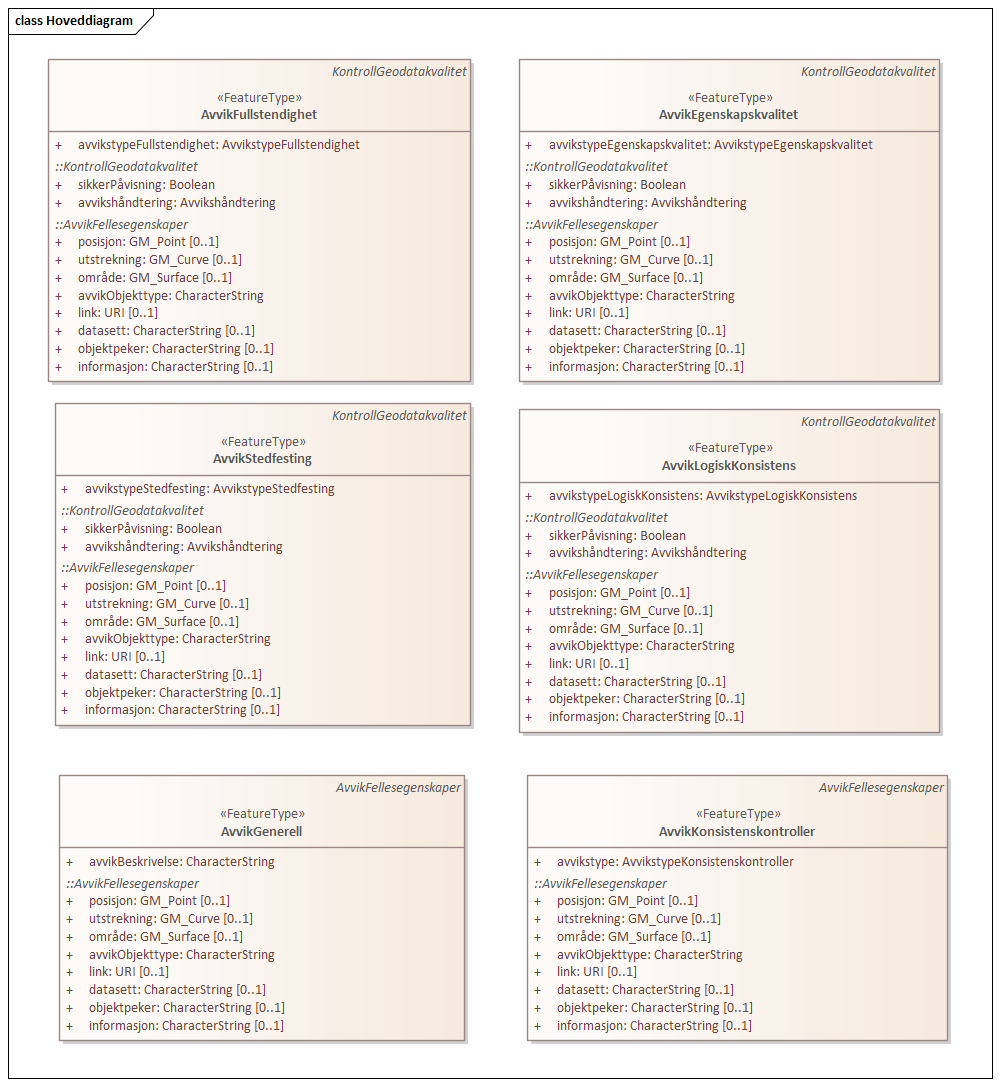 class Hoveddiagram
KontrollGeodatakvalitet
«FeatureType»
AvvikFullstendighet
+ avvikstypeFullstendighet: AvvikstypeFullstendighet
::KontrollGeodatakvalitet
+ sikkerPåvisning: Boolean
+ avvikshåndtering: Avvikshåndtering
::AvvikFellesegenskaper
+ posisjon: GM_Point [0..1]
+ utstrekning: GM_Curve [0..1]
+ område: GM_Surface [0..1]
+ avvikObjekttype: CharacterString
+ link: URI [0..1]
+ datasett: CharacterString [0..1]
+ objektpeker: CharacterString [0..1]
+ informasjon: CharacterString [0..1]
KontrollGeodatakvalitet
«FeatureType»
AvvikEgenskapskvalitet
+ avvikstypeEgenskapskvalitet: AvvikstypeEgenskapskvalitet
::KontrollGeodatakvalitet
+ sikkerPåvisning: Boolean
+ avvikshåndtering: Avvikshåndtering
::AvvikFellesegenskaper
+ posisjon: GM_Point [0..1]
+ utstrekning: GM_Curve [0..1]
+ område: GM_Surface [0..1]
+ avvikObjekttype: CharacterString
+ link: URI [0..1]
+ datasett: CharacterString [0..1]
+ objektpeker: CharacterString [0..1]
+ informasjon: CharacterString [0..1]
KontrollGeodatakvalitet
«FeatureType»
AvvikStedfesting
+ avvikstypeStedfesting: AvvikstypeStedfesting
::KontrollGeodatakvalitet
+ sikkerPåvisning: Boolean
+ avvikshåndtering: Avvikshåndtering
::AvvikFellesegenskaper
+ posisjon: GM_Point [0..1]
+ utstrekning: GM_Curve [0..1]
+ område: GM_Surface [0..1]
+ avvikObjekttype: CharacterString
+ link: URI [0..1]
+ datasett: CharacterString [0..1]
+ objektpeker: CharacterString [0..1]
+ informasjon: CharacterString [0..1]
KontrollGeodatakvalitet
«FeatureType»
AvvikLogiskKonsistens
+ avvikstypeLogiskKonsistens: AvvikstypeLogiskKonsistens
::KontrollGeodatakvalitet
+ sikkerPåvisning: Boolean
+ avvikshåndtering: Avvikshåndtering
::AvvikFellesegenskaper
+ posisjon: GM_Point [0..1]
+ utstrekning: GM_Curve [0..1]
+ område: GM_Surface [0..1]
+ avvikObjekttype: CharacterString
+ link: URI [0..1]
+ datasett: CharacterString [0..1]
+ objektpeker: CharacterString [0..1]
+ informasjon: CharacterString [0..1]
AvvikFellesegenskaper
«FeatureType»
AvvikGenerell
+ avvikBeskrivelse: CharacterString
::AvvikFellesegenskaper
+ posisjon: GM_Point [0..1]
+ utstrekning: GM_Curve [0..1]
+ område: GM_Surface [0..1]
+ avvikObjekttype: CharacterString
+ link: URI [0..1]
+ datasett: CharacterString [0..1]
+ objektpeker: CharacterString [0..1]
+ informasjon: CharacterString [0..1]
AvvikFellesegenskaper
«FeatureType»
AvvikKonsistenskontroller
+ avvikstype: AvvikstypeKonsistenskontroller
::AvvikFellesegenskaper
+ posisjon: GM_Point [0..1]
+ utstrekning: GM_Curve [0..1]
+ område: GM_Surface [0..1]
+ avvikObjekttype: CharacterString
+ link: URI [0..1]
+ datasett: CharacterString [0..1]
+ objektpeker: CharacterString [0..1]
+ informasjon: CharacterString [0..1]